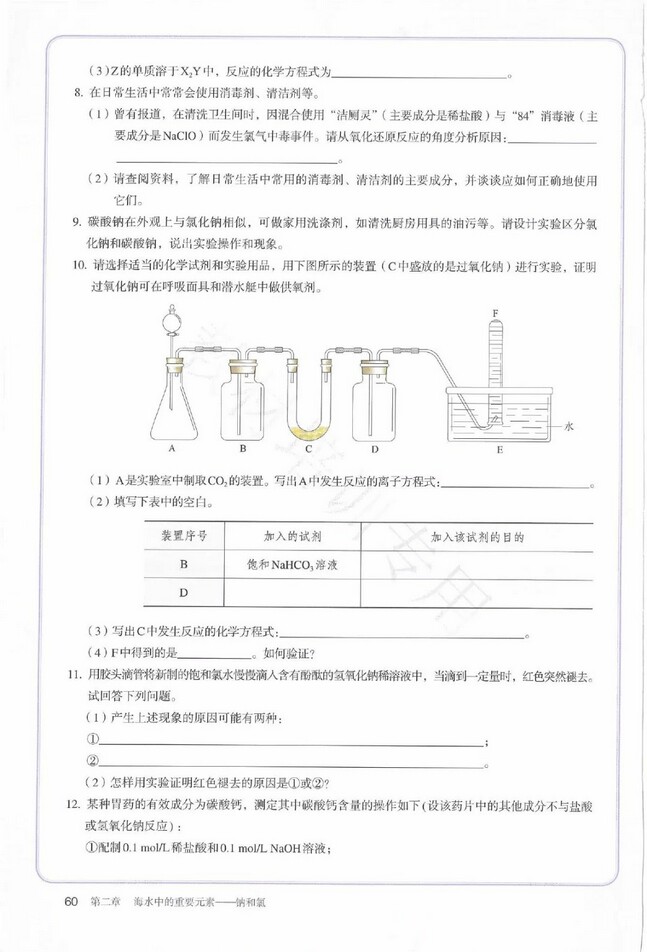 (3)Z的单质溶于X₂Y中，反应的化学方程式为____________。
8. 在日常生活中常常会使用消毒剂、清洁剂等。
(1)曾有报道，在清洗卫生间时，因混合使用“洁厕灵”(主要成分是稀盐酸)与“84”消毒液(主
要成分是NaClO)而发生氯气中毒事件。请从氧化还原反应的角度分析原因:____________
____________。
(2)请查阅资料，了解日常生活中常用的消毒剂、清洁剂的主要成分，并谈谈应如何正确地使用
它们。
9. 碳酸钠在外观上与氯化钠相似，可做家用洗涤剂，如清洗厨房用具的油污等。请设计实验区分氯
化钠和碳酸钠，说出实验操作和现象。
10. 请选择适当的化学试剂和实验用品，用下图所示的装置(C中盛放的是过氧化钠)进行实验，证明
过氧化钠可在呼吸面具和潜水艇中做供氧剂。
F
水
A B C D E
(1)A是实验室中制取CO₂的装置。写出A中发生反应的离子方程式:____________。
(2)填写下表中的空白。
装置序号 加入的试剂 加入该试剂的目的
B 饱和NaHCO₃溶液
D
(3)写出C中发生反应的化学方程式:____________。
(4)F中得到的是____________。如何验证?
11. 用胶头滴管将新制的饱和氯水慢慢滴入含有酚酞的氢氧化钠稀溶液中，当滴到一定量时，红色突然褪去。
试回答下列问题。
(1)产生上述现象的原因可能有两种:
①____________;
②____________。
(2)怎样用实验证明红色褪去的原因是①或②?
12. 某种胃药的有效成分为碳酸钙，测定其中碳酸钙含量的操作如下(设该药片中的其他成分不与盐酸
或氢氧化钠反应):
①配制0.1 mol/L稀盐酸和0.1 mol/L NaOH溶液;
60 第二章 海水中的重要元素——钠和氯